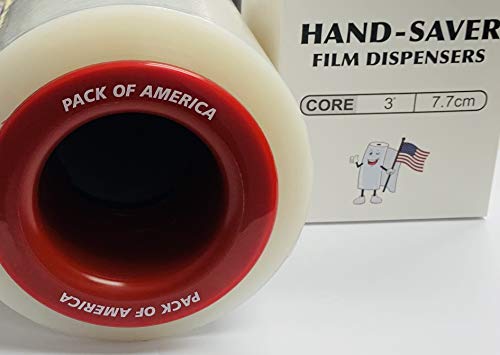 HAND-SAVER
FILM DISPENSERS
CORE 3" 7.7cm
PACK OF AMERICA
PACK OF AMERICA